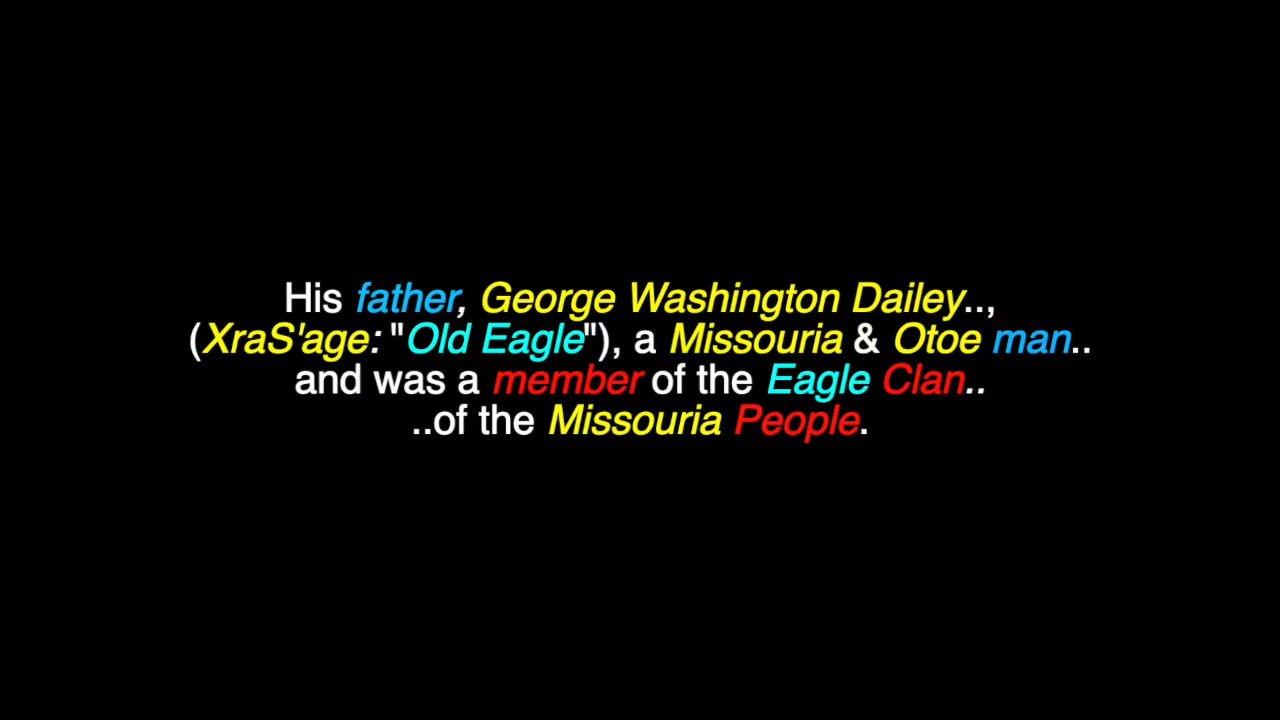 His father, George Washington Dailey..,
(XraS'age: "Old Eagle"), a Missouria & Otoe man..
and was a member of the Eagle Clan..
..of the Missouria People.